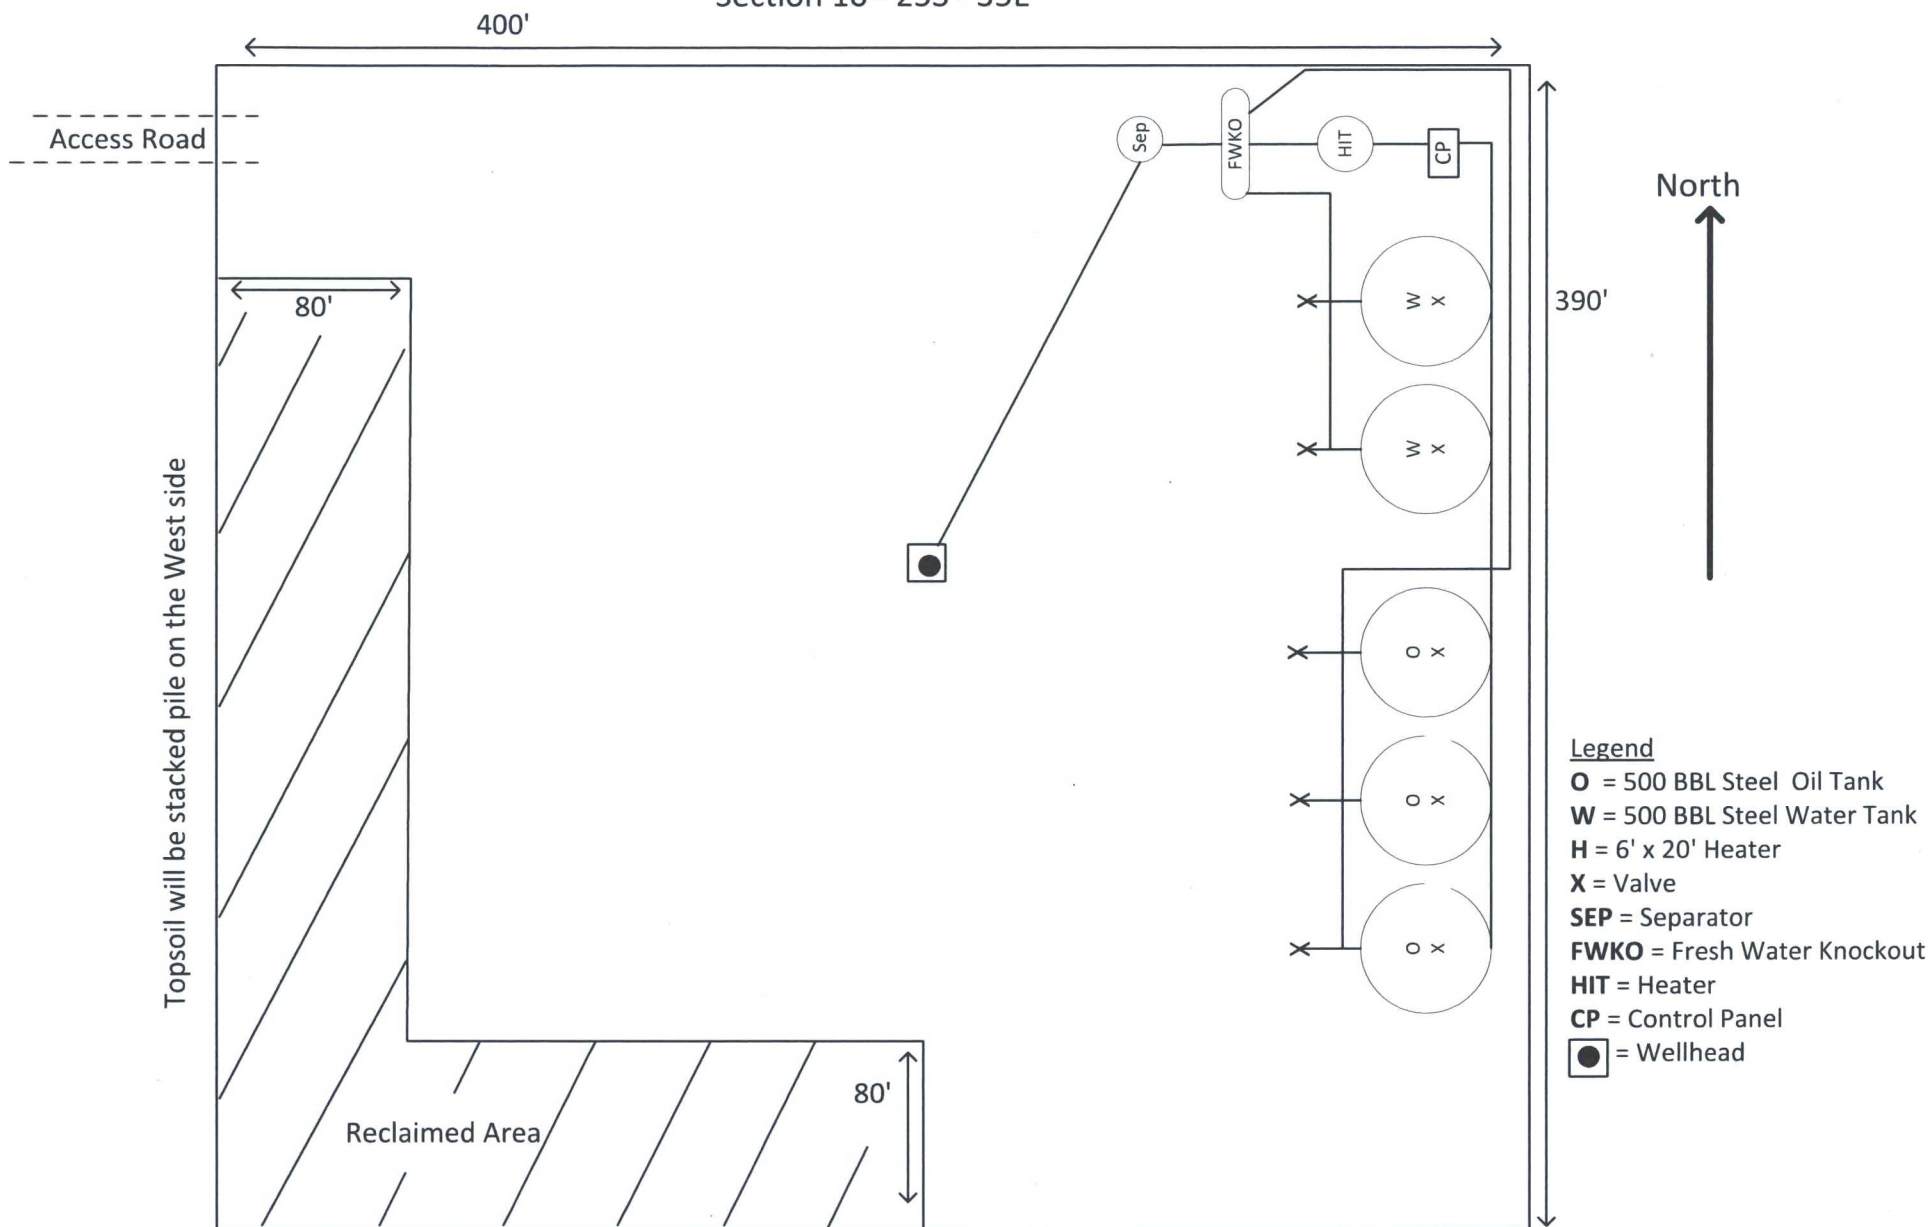 400'
Access Road
Sep
FWKO
HIT
CP
North
80'
W X
390'
W X
Topsoil will be stacked pile on the West side
O X
O X
O X
X
X
X
X
X
80'
Reclaimed Area
Legend
O = 500 BBL Steel Oil Tank
W = 500 BBL Steel Water Tank
H = 6' x 20' Heater
X = Valve
SEP = Separator
FWKO = Fresh Water Knockout
HIT = Heater
CP = Control Panel
= Wellhead